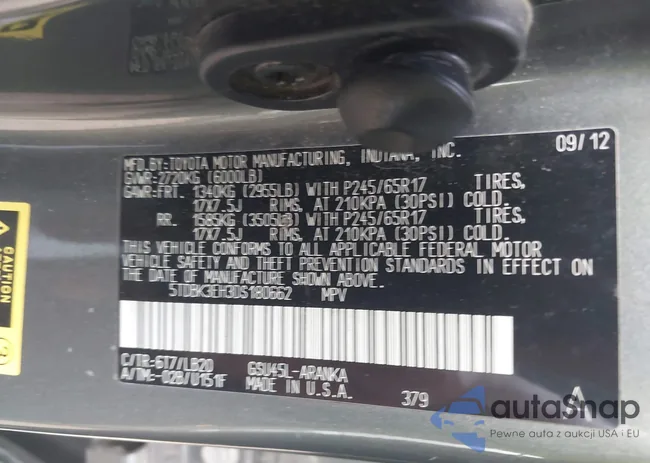 MFD.BY:TOYOTA MOTOR MANUFACTURING, INDIANA, INC. 09/12
GVWR:2720KG (6000LB)
GAWR:FRT. 1340KG (2955LB) WITH P245/65R17 TIRES,
17X7.5J RIMS, AT 210KPA (30PSI) COLD.
RR. 1585KG (3505LB) WITH P245/65R17 TIRES,
17X7.5J RIMS, AT 210KPA (30PSI) COLD.
THIS VEHICLE CONFORMS TO ALL APPLICABLE FEDERAL MOTOR
VEHICLE SAFETY AND THEFT PREVENTION STANDARDS IN EFFECT ON
THE DATE OF MANUFACTURE SHOWN ABOVE.
5TDBK3EH3DS180662 MPV
C/TR:6T7/LB20 GSU45L-ARANKA
A/TM:-02B/U151F MADE IN U.S.A. 379 A
CAUTION
autaSnap
Pewne auta z aukcji USA i EU